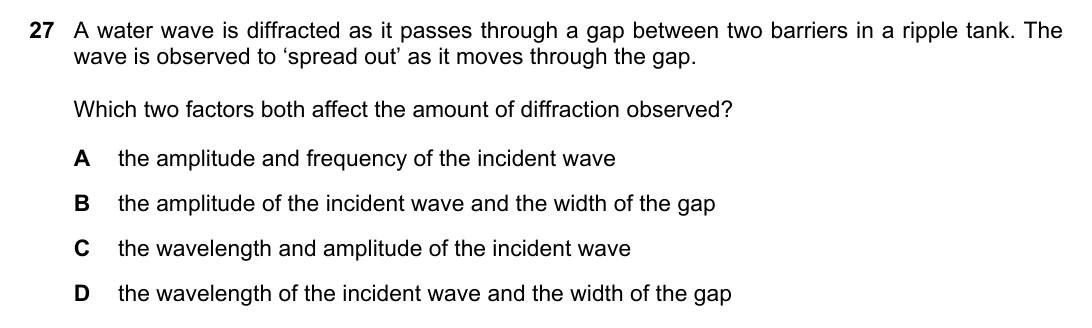 27 A water wave is diffracted as it passes through a gap between two barriers in a ripple tank. The
wave is observed to ‘spread out’ as it moves through the gap.
Which two factors both affect the amount of diffraction observed?
A the amplitude and frequency of the incident wave
B the amplitude of the incident wave and the width of the gap
C the wavelength and amplitude of the incident wave
D the wavelength of the incident wave and the width of the gap